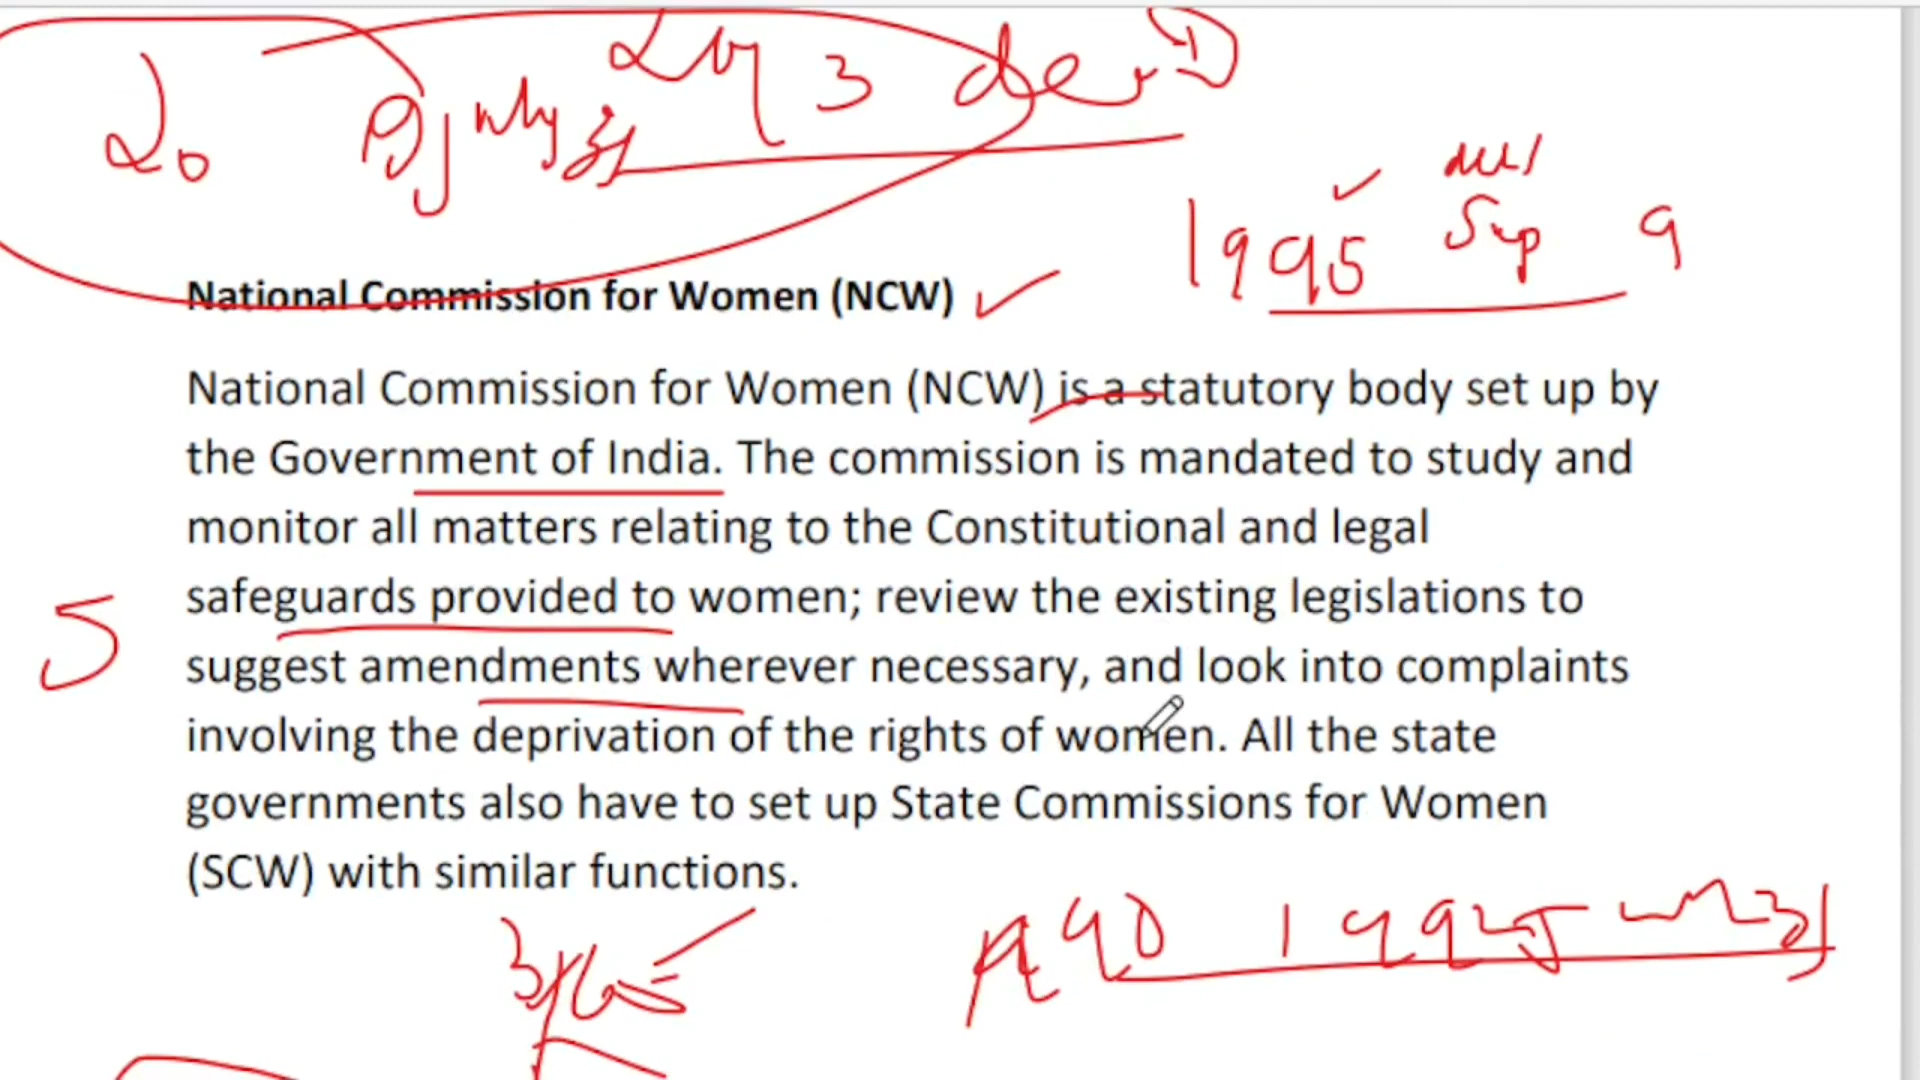 20
3
1995 Sep 9
National Commission for Women (NCW)
National Commission for Women (NCW) is a statutory body set up by
the Government of India. The commission is mandated to study and
monitor all matters relating to the Constitutional and legal
safeguards provided to women; review the existing legislations to
5
suggest amendments wherever necessary, and look into complaints
involving the deprivation of the rights of women. All the state
governments also have to set up State Commissions for Women
(SCW) with similar functions.